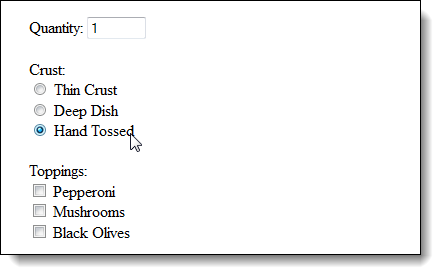 Quantity: 1
Crust:
Thin Crust
Deep Dish
Hand Tossed
Toppings:
Pepperoni
Mushrooms
Black Olives